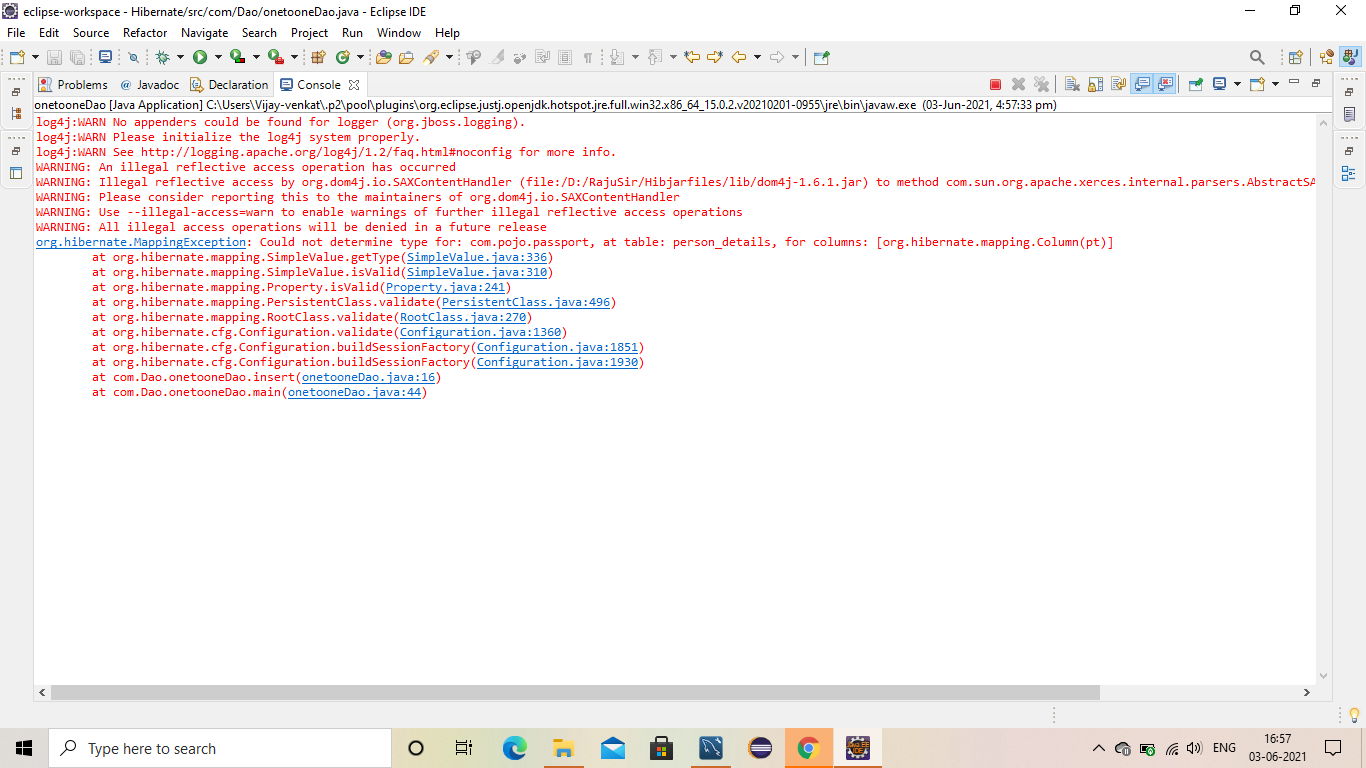 eclipse-workspace - Hibernate/src/com/Dao/onetooneDao.java - Eclipse IDE
File Edit Source Refactor Navigate Search Project Run Window Help
Problems @ Javadoc Declaration Console
onetooneDao [Java Application] C:\Users\Vijay-venkat\.p2\pool\plugins\org.eclipse.justj.openjdk.hotspot.jre.full.win32.x86_64_15.0.2.v20210201-0955\jre\bin\javaw.exe (03-Jun-2021, 4:57:33 pm)
log4j:WARN No appenders could be found for logger (org.jboss.logging).
log4j:WARN Please initialize the log4j system properly.
log4j:WARN See http://logging.apache.org/log4j/1.2/faq.html#noconfig for more info.
WARNING: An illegal reflective access operation has occurred
WARNING: Illegal reflective access by org.dom4j.io.SAXContentHandler (file:/D:/RajuSir/Hibjarfiles/lib/dom4j-1.6.1.jar) to method com.sun.org.apache.xerces.internal.parsers.AbstractSA
WARNING: Please consider reporting this to the maintainers of org.dom4j.io.SAXContentHandler
WARNING: Use --illegal-access=warn to enable warnings of further illegal reflective access operations
WARNING: All illegal access operations will be denied in a future release
org.hibernate.MappingException: Could not determine type for: com.pojo.passport, at table: person_details, for columns: [org.hibernate.mapping.Column(pt)]
at org.hibernate.mapping.SimpleValue.getType(SimpleValue.java:336)
at org.hibernate.mapping.SimpleValue.isValid(SimpleValue.java:310)
at org.hibernate.mapping.Property.isValid(Property.java:241)
at org.hibernate.mapping.PersistentClass.validate(PersistentClass.java:496)
at org.hibernate.mapping.RootClass.validate(RootClass.java:270)
at org.hibernate.cfg.Configuration.validate(Configuration.java:1360)
at org.hibernate.cfg.Configuration.buildSessionFactory(Configuration.java:1851)
at org.hibernate.cfg.Configuration.buildSessionFactory(Configuration.java:1930)
at com.Dao.onetooneDao.insert(onetooneDao.java:16)
at com.Dao.onetooneDao.main(onetooneDao.java:44)
Type here to search
ENG
16:57
03-06-2021